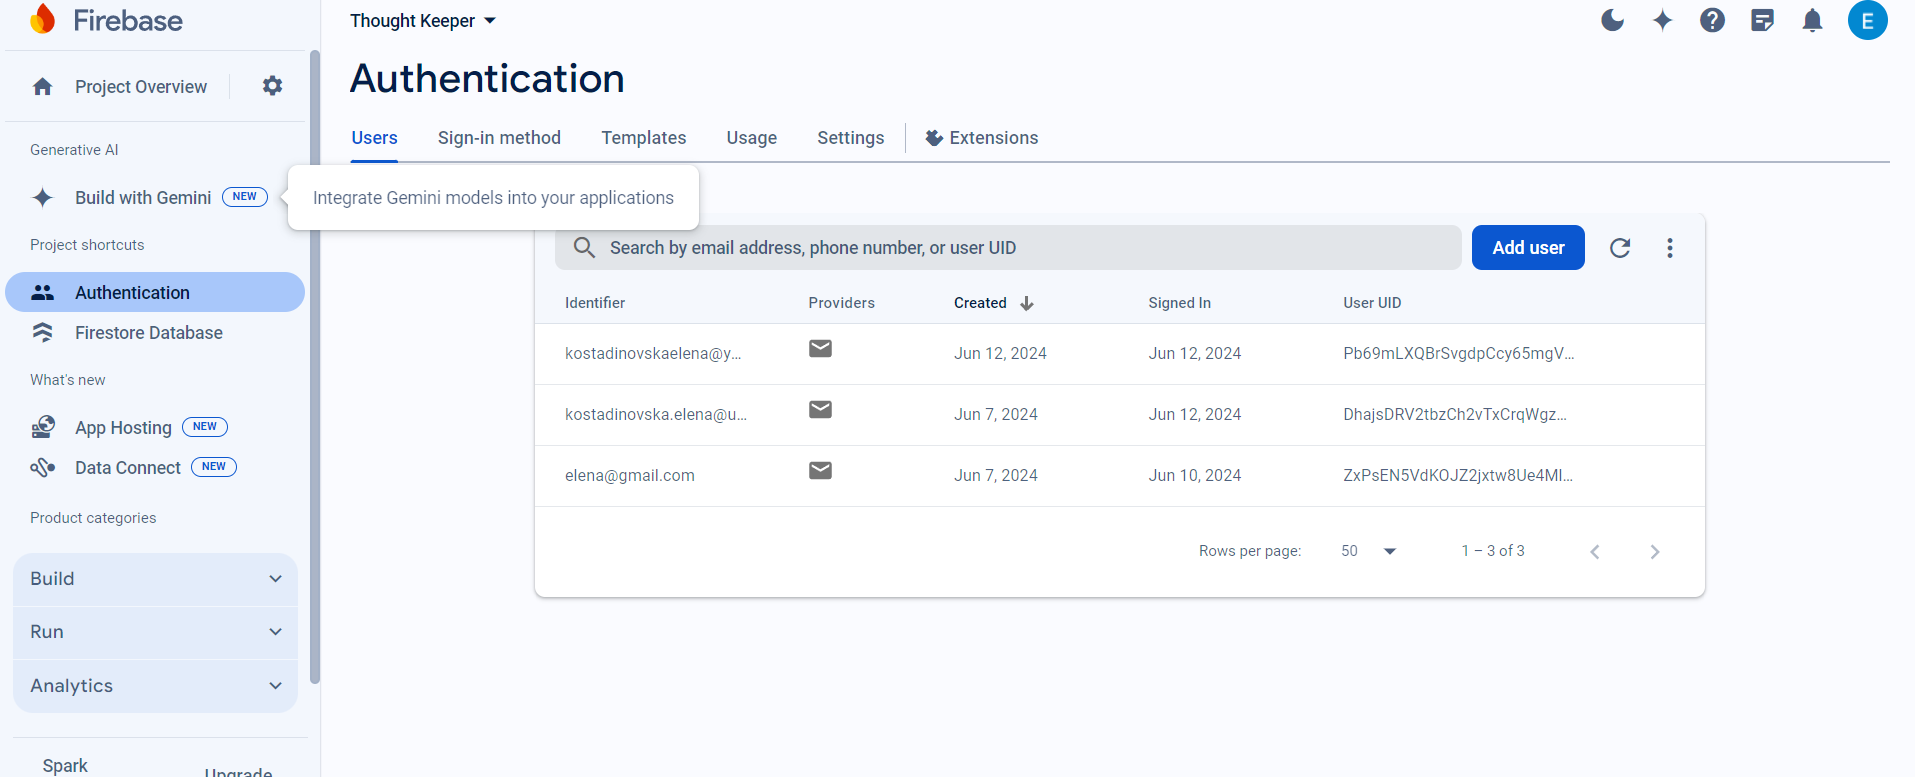 Firebase
Thought Keeper
E
Project Overview
Authentication
Users Sign-in method Templates Usage Settings Extensions
Generative AI
Build with Gemini NEW
Integrate Gemini models into your applications
Project shortcuts
Authentication
Firestore Database
What's new
App Hosting NEW
Data Connect NEW
Product categories
Build
Run
Analytics
Spark
Upgrade
Search by email address, phone number, or user UID
Add user
Identifier Providers Created Signed In User UID
kostadinovskaelena@y... Jun 12, 2024 Jun 12, 2024 Pb69mLXQBrSvgdpCcy65mgV...
kostadinovska.elena@u... Jun 7, 2024 Jun 12, 2024 DhajsDRV2tbzCh2vTxCrqWgz...
elena@gmail.com Jun 7, 2024 Jun 10, 2024 ZxPsEN5VdKOJZ2jxtw8Ue4MI...
Rows per page: 50 1 – 3 of 3